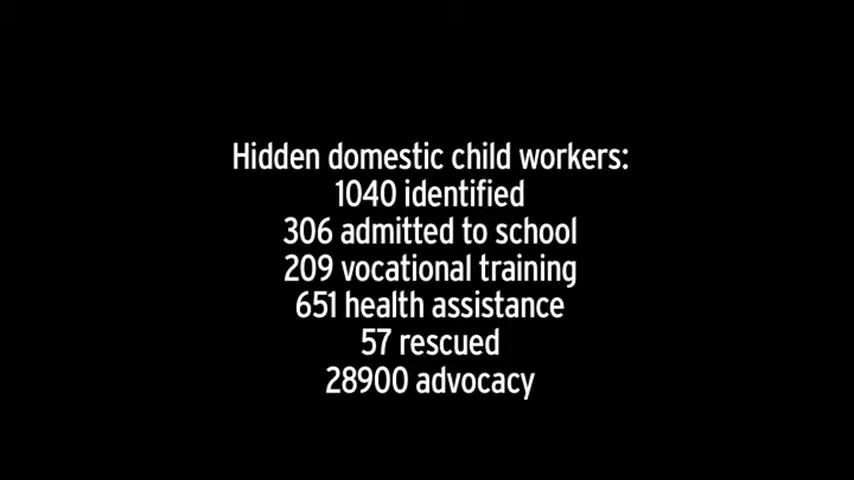 Hidden domestic child workers:
1040 identified
306 admitted to school
209 vocational training
651 health assistance
57 rescued
28900 advocacy